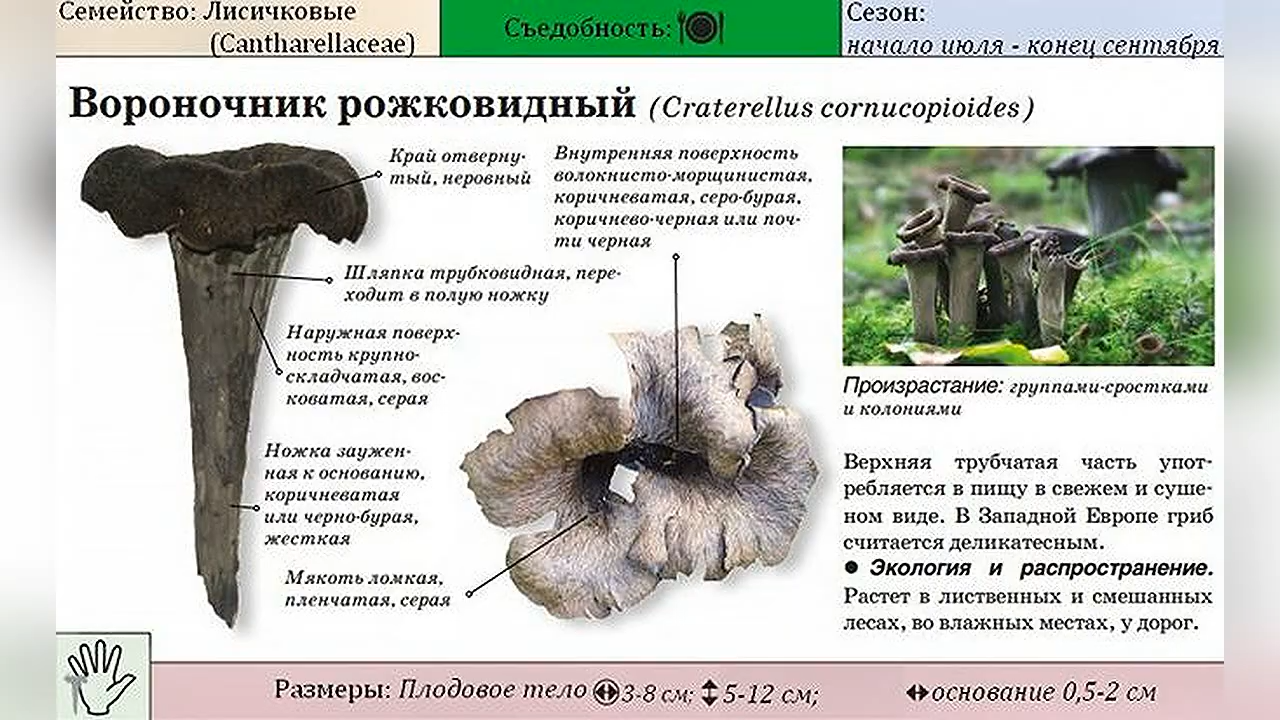 Семейство: Лисичковые
(Cantharellaceae)
Съедобность:
Сезон:
начало июля - конец сентября
Вороночник рожковидный (Craterellus cornucopioides)
Край отверну-
тый, неровный
Внутренняя поверхность
волокнисто-морщинистая,
коричневатая, серо-бурая,
коричнево-черная или поч-
ти черная
Шляпка трубковидная, пере-
ходит в полую ножку
Наружная поверх-
ность крупно-
складчатая, вос-
коватая, серая
Ножка заужен-
ная к основанию,
коричневатая
или черно-бурая,
жесткая
Мякоть ломкая,
пленчатая, серая
Произрастание: группами-сростками
и колониями
Верхняя трубчатая часть упот-
ребляется в пищу в свежем и суше-
ном виде. В Западной Европе гриб
считается деликатесным.
● Экология и распространение.
Растет в лиственных и смешанных
лесах, во влажных местах, у дорог.
Размеры: Плодовое тело 3-8 см; 5-12 см; основание 0,5-2 см